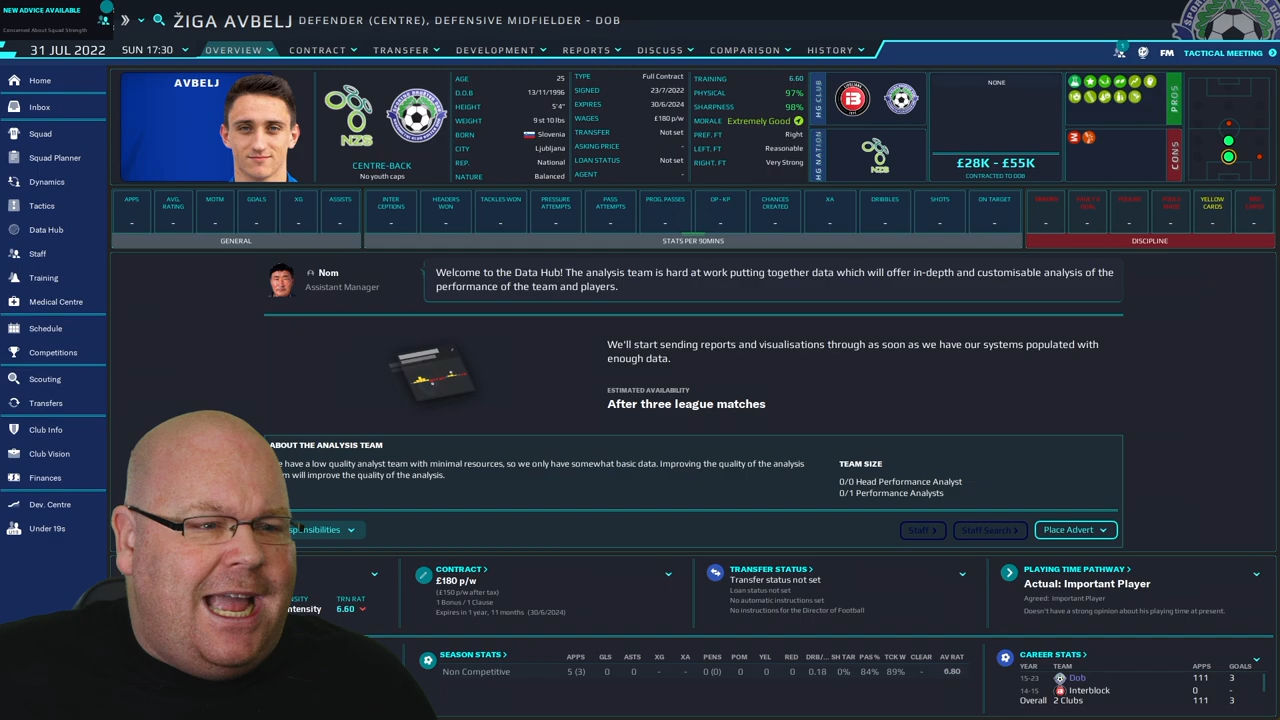 NEW ADVICE AVAILABLE
Concerned About Squad Strength
ŽIGA AVBELJ DEFENDER (CENTRE), DEFENSIVE MIDFIELDER - DOB
31 JUL 2022 SUN 17:30
OVERVIEW CONTRACT TRANSFER DEVELOPMENT REPORTS DISCUSS COMPARISON HISTORY
1 FM TACTICAL MEETING
Home
Inbox
Squad
Squad Planner
Dynamics
Tactics
Data Hub
Staff
Training
Medical Centre
Schedule
Competitions
Scouting
Transfers
Club Info
Club Vision
Finances
Dev. Centre
Under 19s
AVBELJ
NZS
CENTRE-BACK
No youth caps
AGE 25
D.O.B 13/11/1996
HEIGHT 5'4"
WEIGHT 9 st 10 lbs
BORN Slovenia
CITY Ljubljana
REP. National
NATURE Balanced
TYPE Full Contract
SIGNED 23/7/2022
EXPIRES 30/6/2024
WAGES £180 p/w
TRANSFER Not set
ASKING PRICE -
LOAN STATUS Not set
AGENT -
TRAINING 6.60
PHYSICAL 97%
SHARPNESS 98%
MORALE Extremely Good
PREF. FT Right
LEFT. FT Reasonable
RIGHT. FT Very Strong
HG CLUB
HG NATION
NZS
NONE
£28K - £55K
CONTRACTED TO DOB
PROS
CONS
APPS AVG. RATING MOTM GOALS XG ASSISTS
- - - - - -
GENERAL
INTER CEPTIONS HEADERS WON TACKLES WON PRESSURE ATTEMPTS PASS ATTEMPTS PROG. PASSES OP - KP CHANCES CREATED XA DRIBBLES SHOTS ON TARGET
- - - - - - - - - - - -
STATS PER 90MINS
YELLOW CARDS
- - - - - -
DISCIPLINE
Nom
Assistant Manager
Welcome to the Data Hub! The analysis team is hard at work putting together data which will offer in-depth and customisable analysis of the
performance of the team and players.
We'll start sending reports and visualisations through as soon as we have our systems populated with
enough data.
ESTIMATED AVAILABILITY
After three league matches
ABOUT THE ANALYSIS TEAM
have a low quality analyst team with minimal resources, so we only have somewhat basic data. Improving the quality of the analysis
will improve the quality of the analysis.
TEAM SIZE
0/0 Head Performance Analyst
0/1 Performance Analysts
Staff > Staff Search > Place Advert
TRN RAT
6.60
CONTRACT >
£180 p/w
(£150 p/w after tax)
1 Bonus / 1 Clause
Expires in 1 year, 11 months (30/6/2024)
TRANSFER STATUS >
Transfer status not set
Loan status not set
No automatic instructions set
No instructions for the Director of Football
PLAYING TIME PATHWAY >
Actual: Important Player
Agreed: Important Player
Doesn't have a strong opinion about his playing time at present.
SEASON STATS > APPS GLS ASTS XG XA PENS POM YEL RED DRB/... SH TAR PAS% TCK W CLEAR AV RAT
Non Competitive 5 (3) 0 0 - - 0 (0) 0 0 0 0.18 0% 84% 89% - 6.80
CAREER STATS >
YEAR TEAM APPS GOALS
15-23 Dob 111 3
14-15 Interblock 0 -
Overall 2 Clubs 111 3